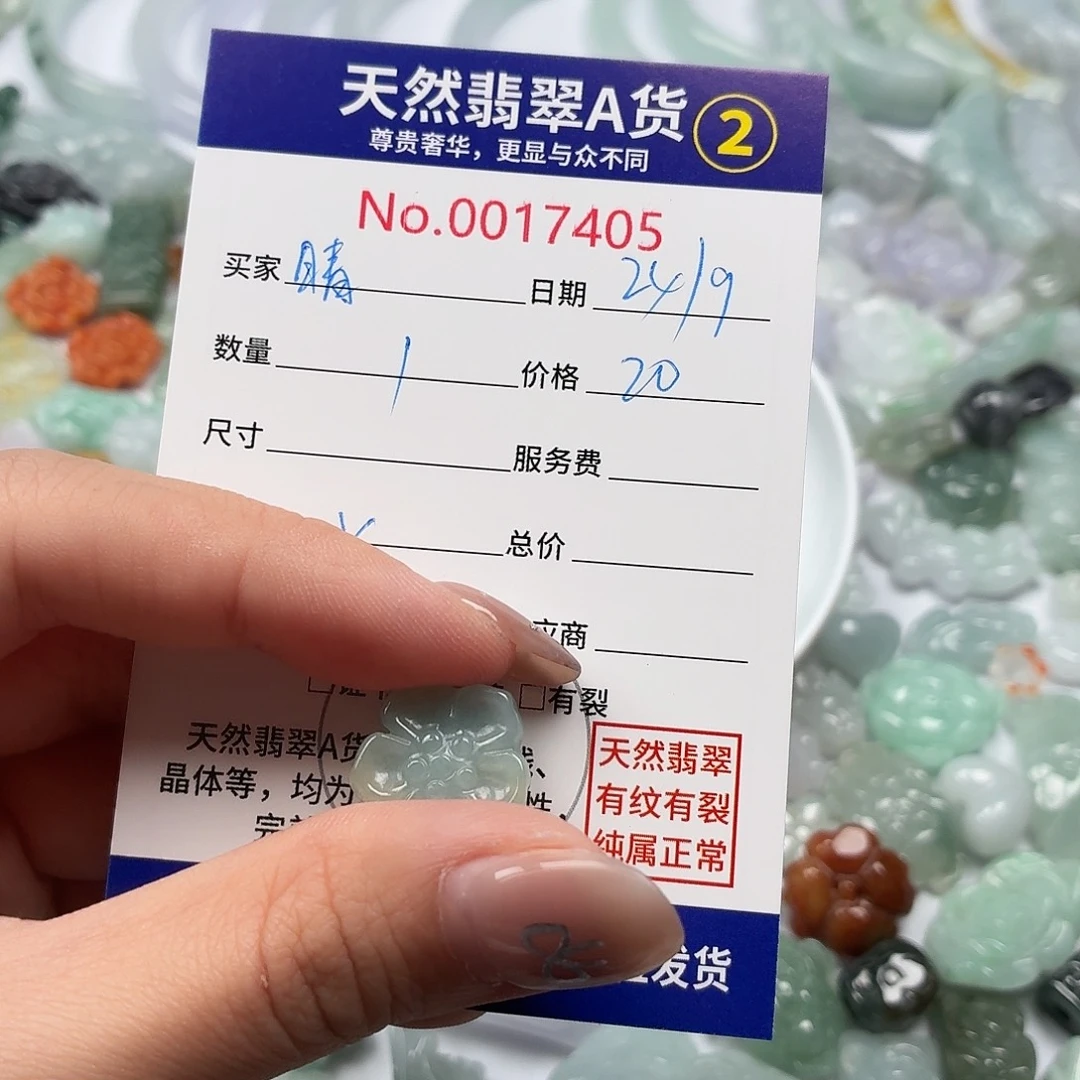 天然翡翠A货 ②
尊贵奢华，更显与众不同
No.0017405
买家 晴 日期 24/9
数量 1 价格 20
尺寸 服务费
总价
应商
□有裂
天然翡翠A货
晶体等，均为
天然翡翠
有纹有裂
纯属正常
发货